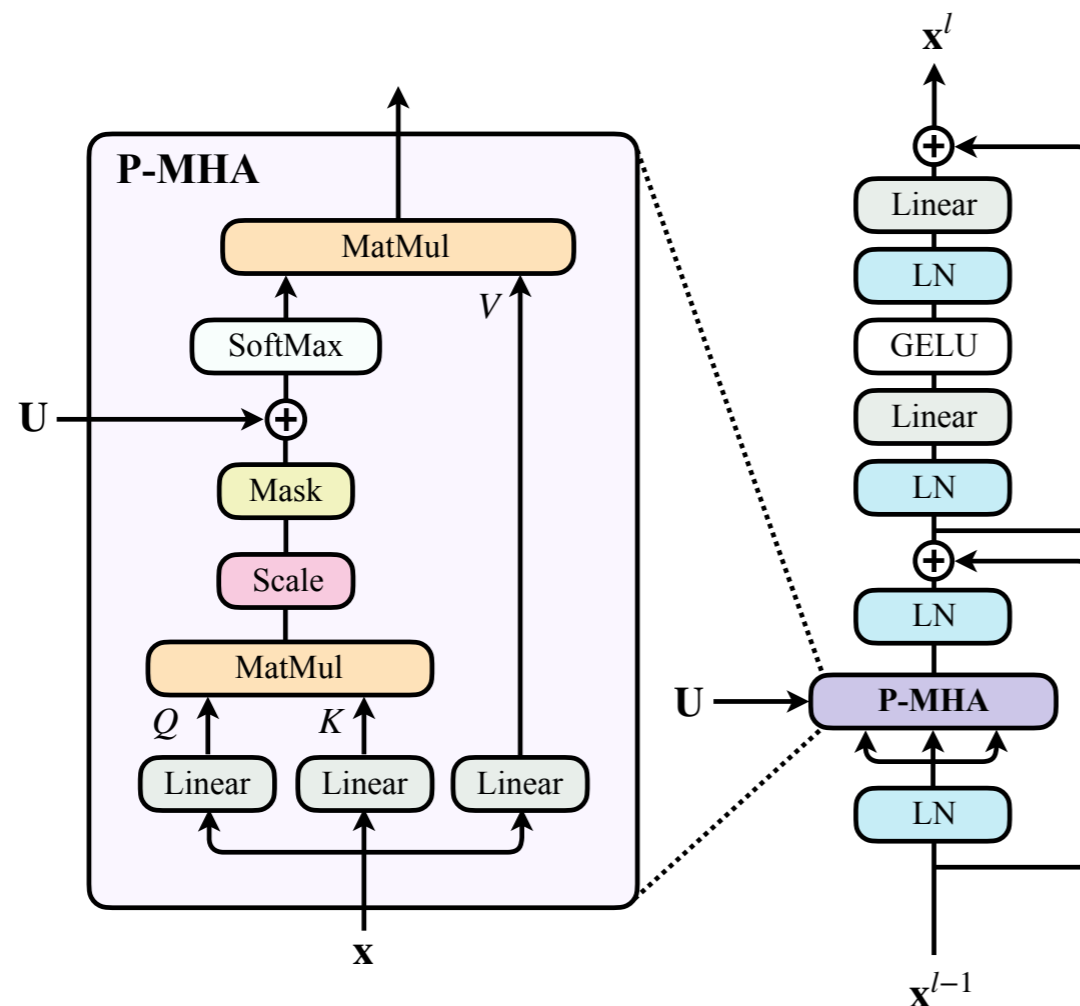 P-MHA
MatMul
V
SoftMax
U
+
Mask
Scale
MatMul
Q
K
Linear
Linear
Linear
x
x^l
+
Linear
LN
GELU
Linear
LN
+
LN
U
P-MHA
LN
x^{l−1}